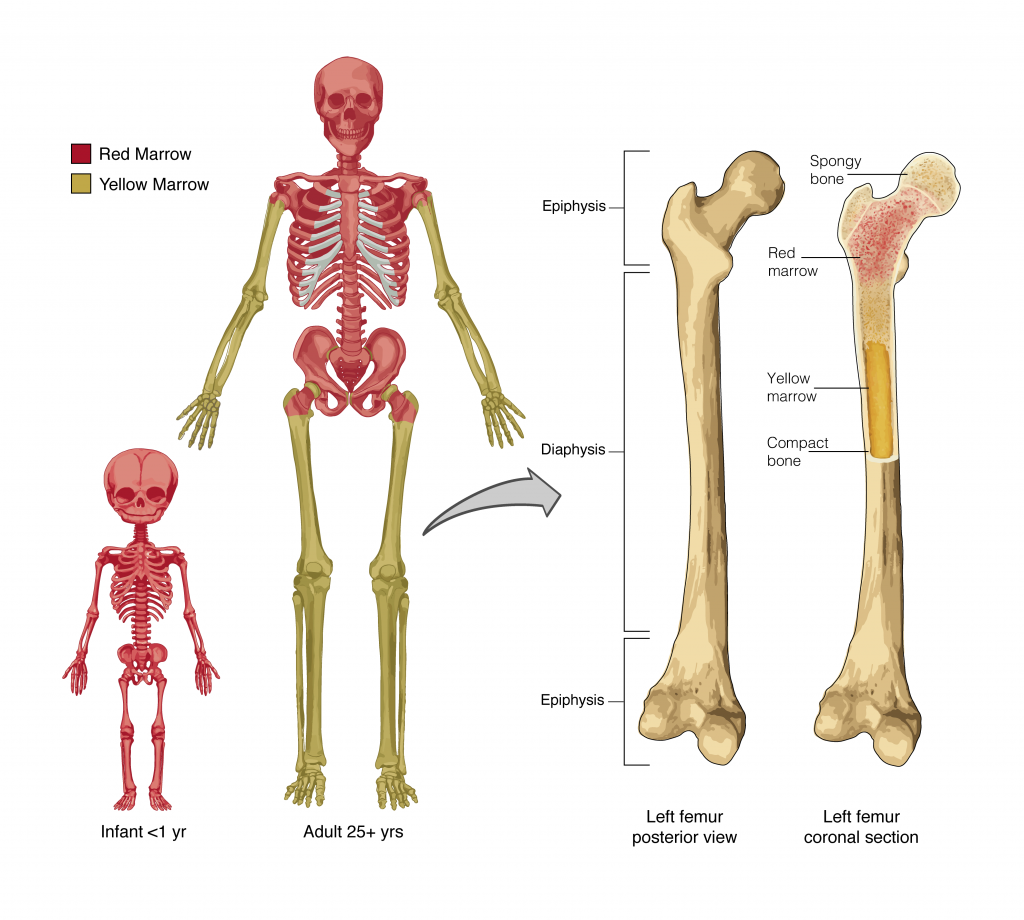 Red Marrow
Yellow Marrow
Infant <1 yr
Adult 25+ yrs
Epiphysis
Diaphysis
Epiphysis
Left femur
posterior view
Spongy
bone
Red
marrow
Yellow
marrow
Compact
bone
Left femur
coronal section